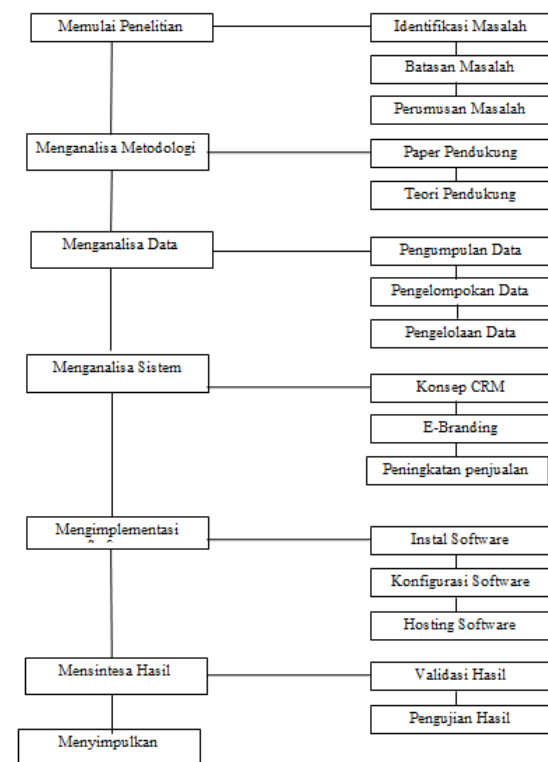 Memulai Penelitian
Identifikasi Masalah
Batasan Masalah
Perumusan Masalah
Menganalisa Metodologi
Paper Pendukung
Teori Pendukung
Menganalisa Data
Pengumpulan Data
Pengelompokan Data
Pengelolaan Data
Menganalisa Sistem
Konsep CRM
E-Branding
Peningkatan penjualan
Mengimplementasi
Instal Software
Konfigurasi Software
Hosting Software
Mensintesa Hasil
Validasi Hasil
Pengujian Hasil
Menyimpulkan